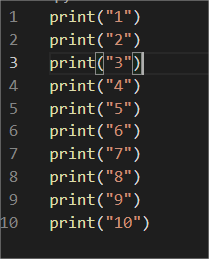 1 print("1")
2 print("2")
3 print("3")
4 print("4")
5 print("5")
6 print("6")
7 print("7")
8 print("8")
9 print("9")
10 print("10")